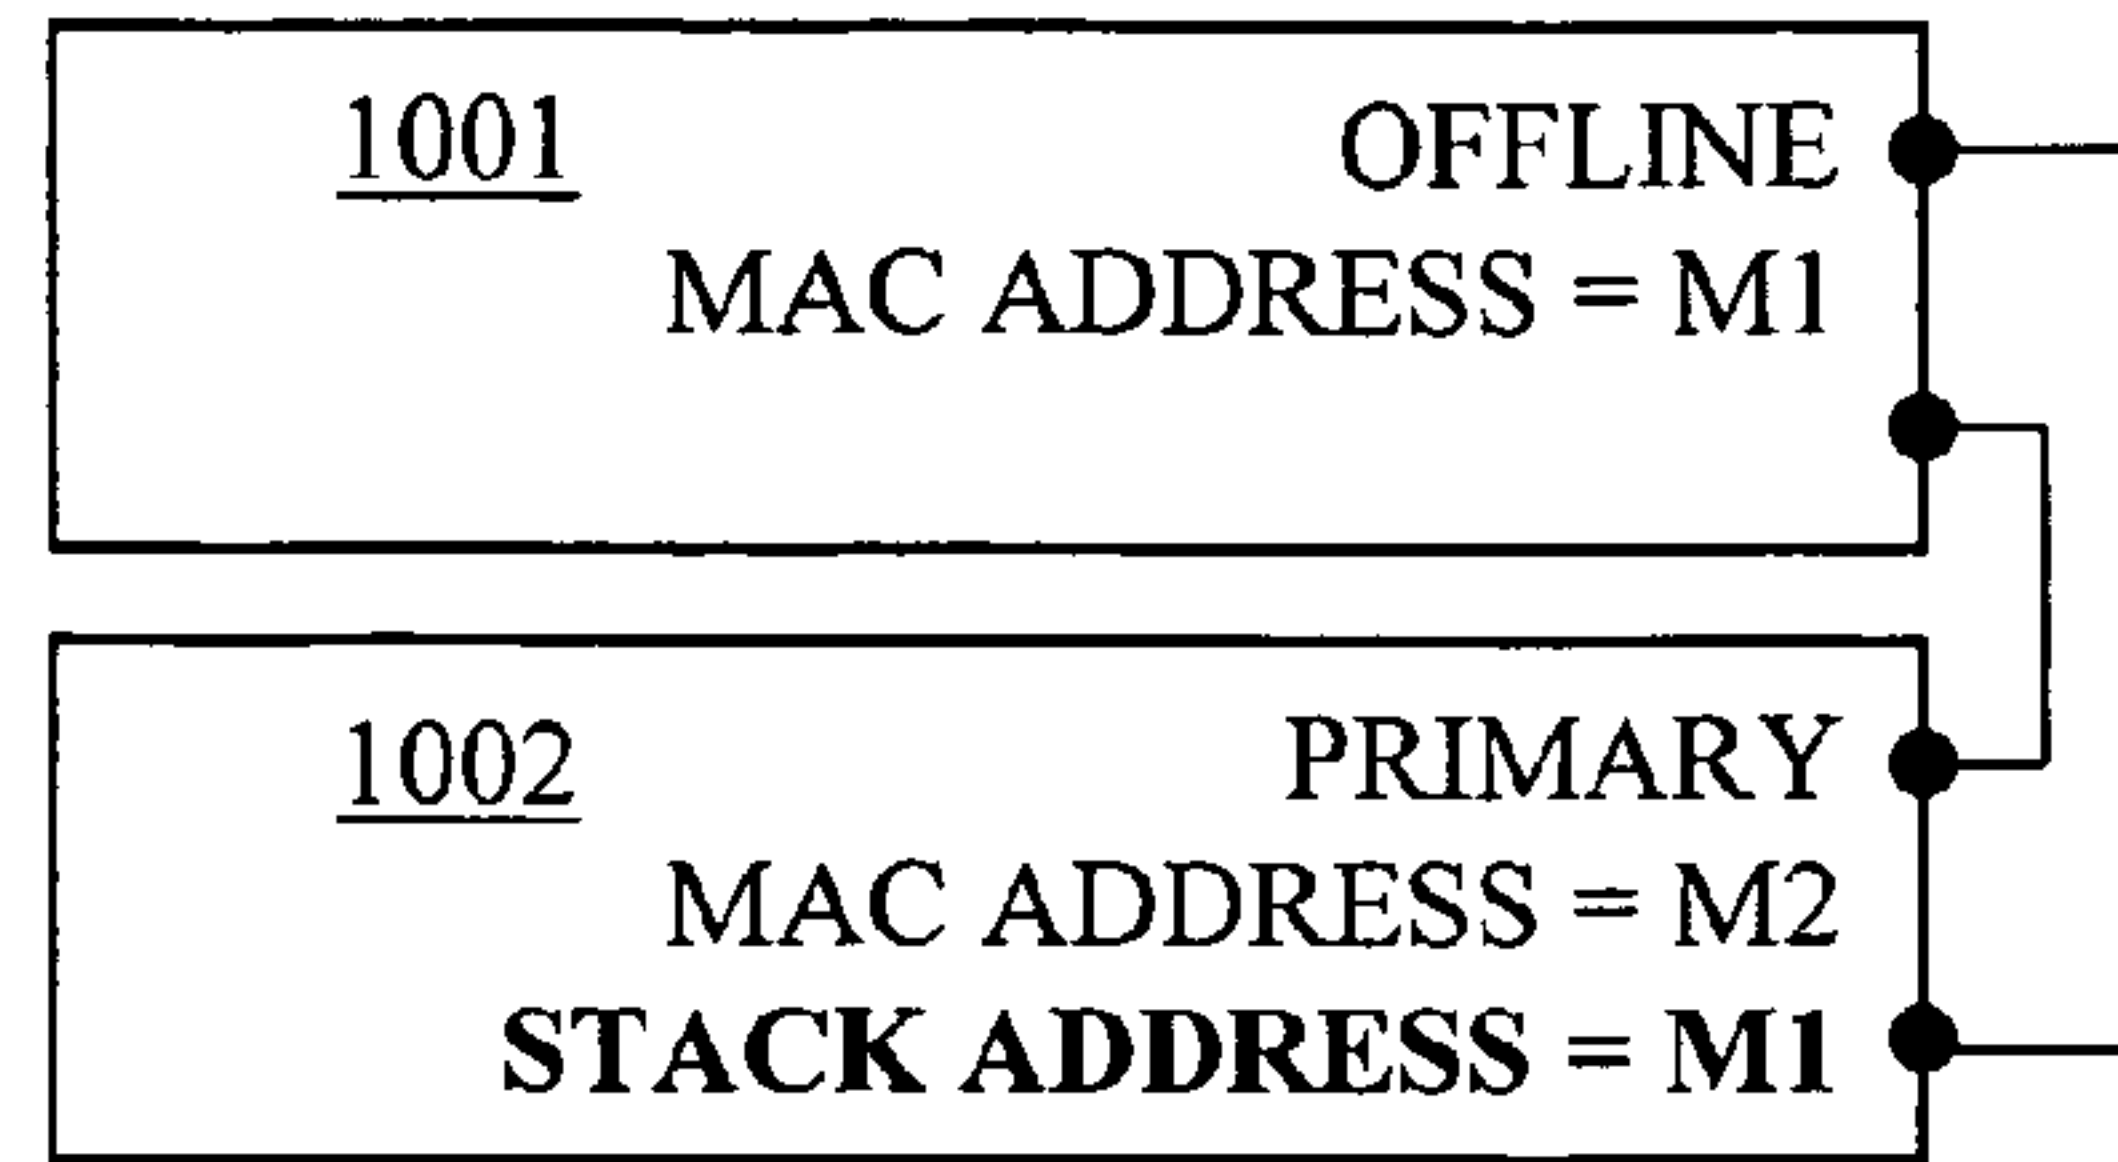 1001 OFFLINE
MAC ADDRESS = M1
1002 PRIMARY
MAC ADDRESS = M2
STACK ADDRESS = M1